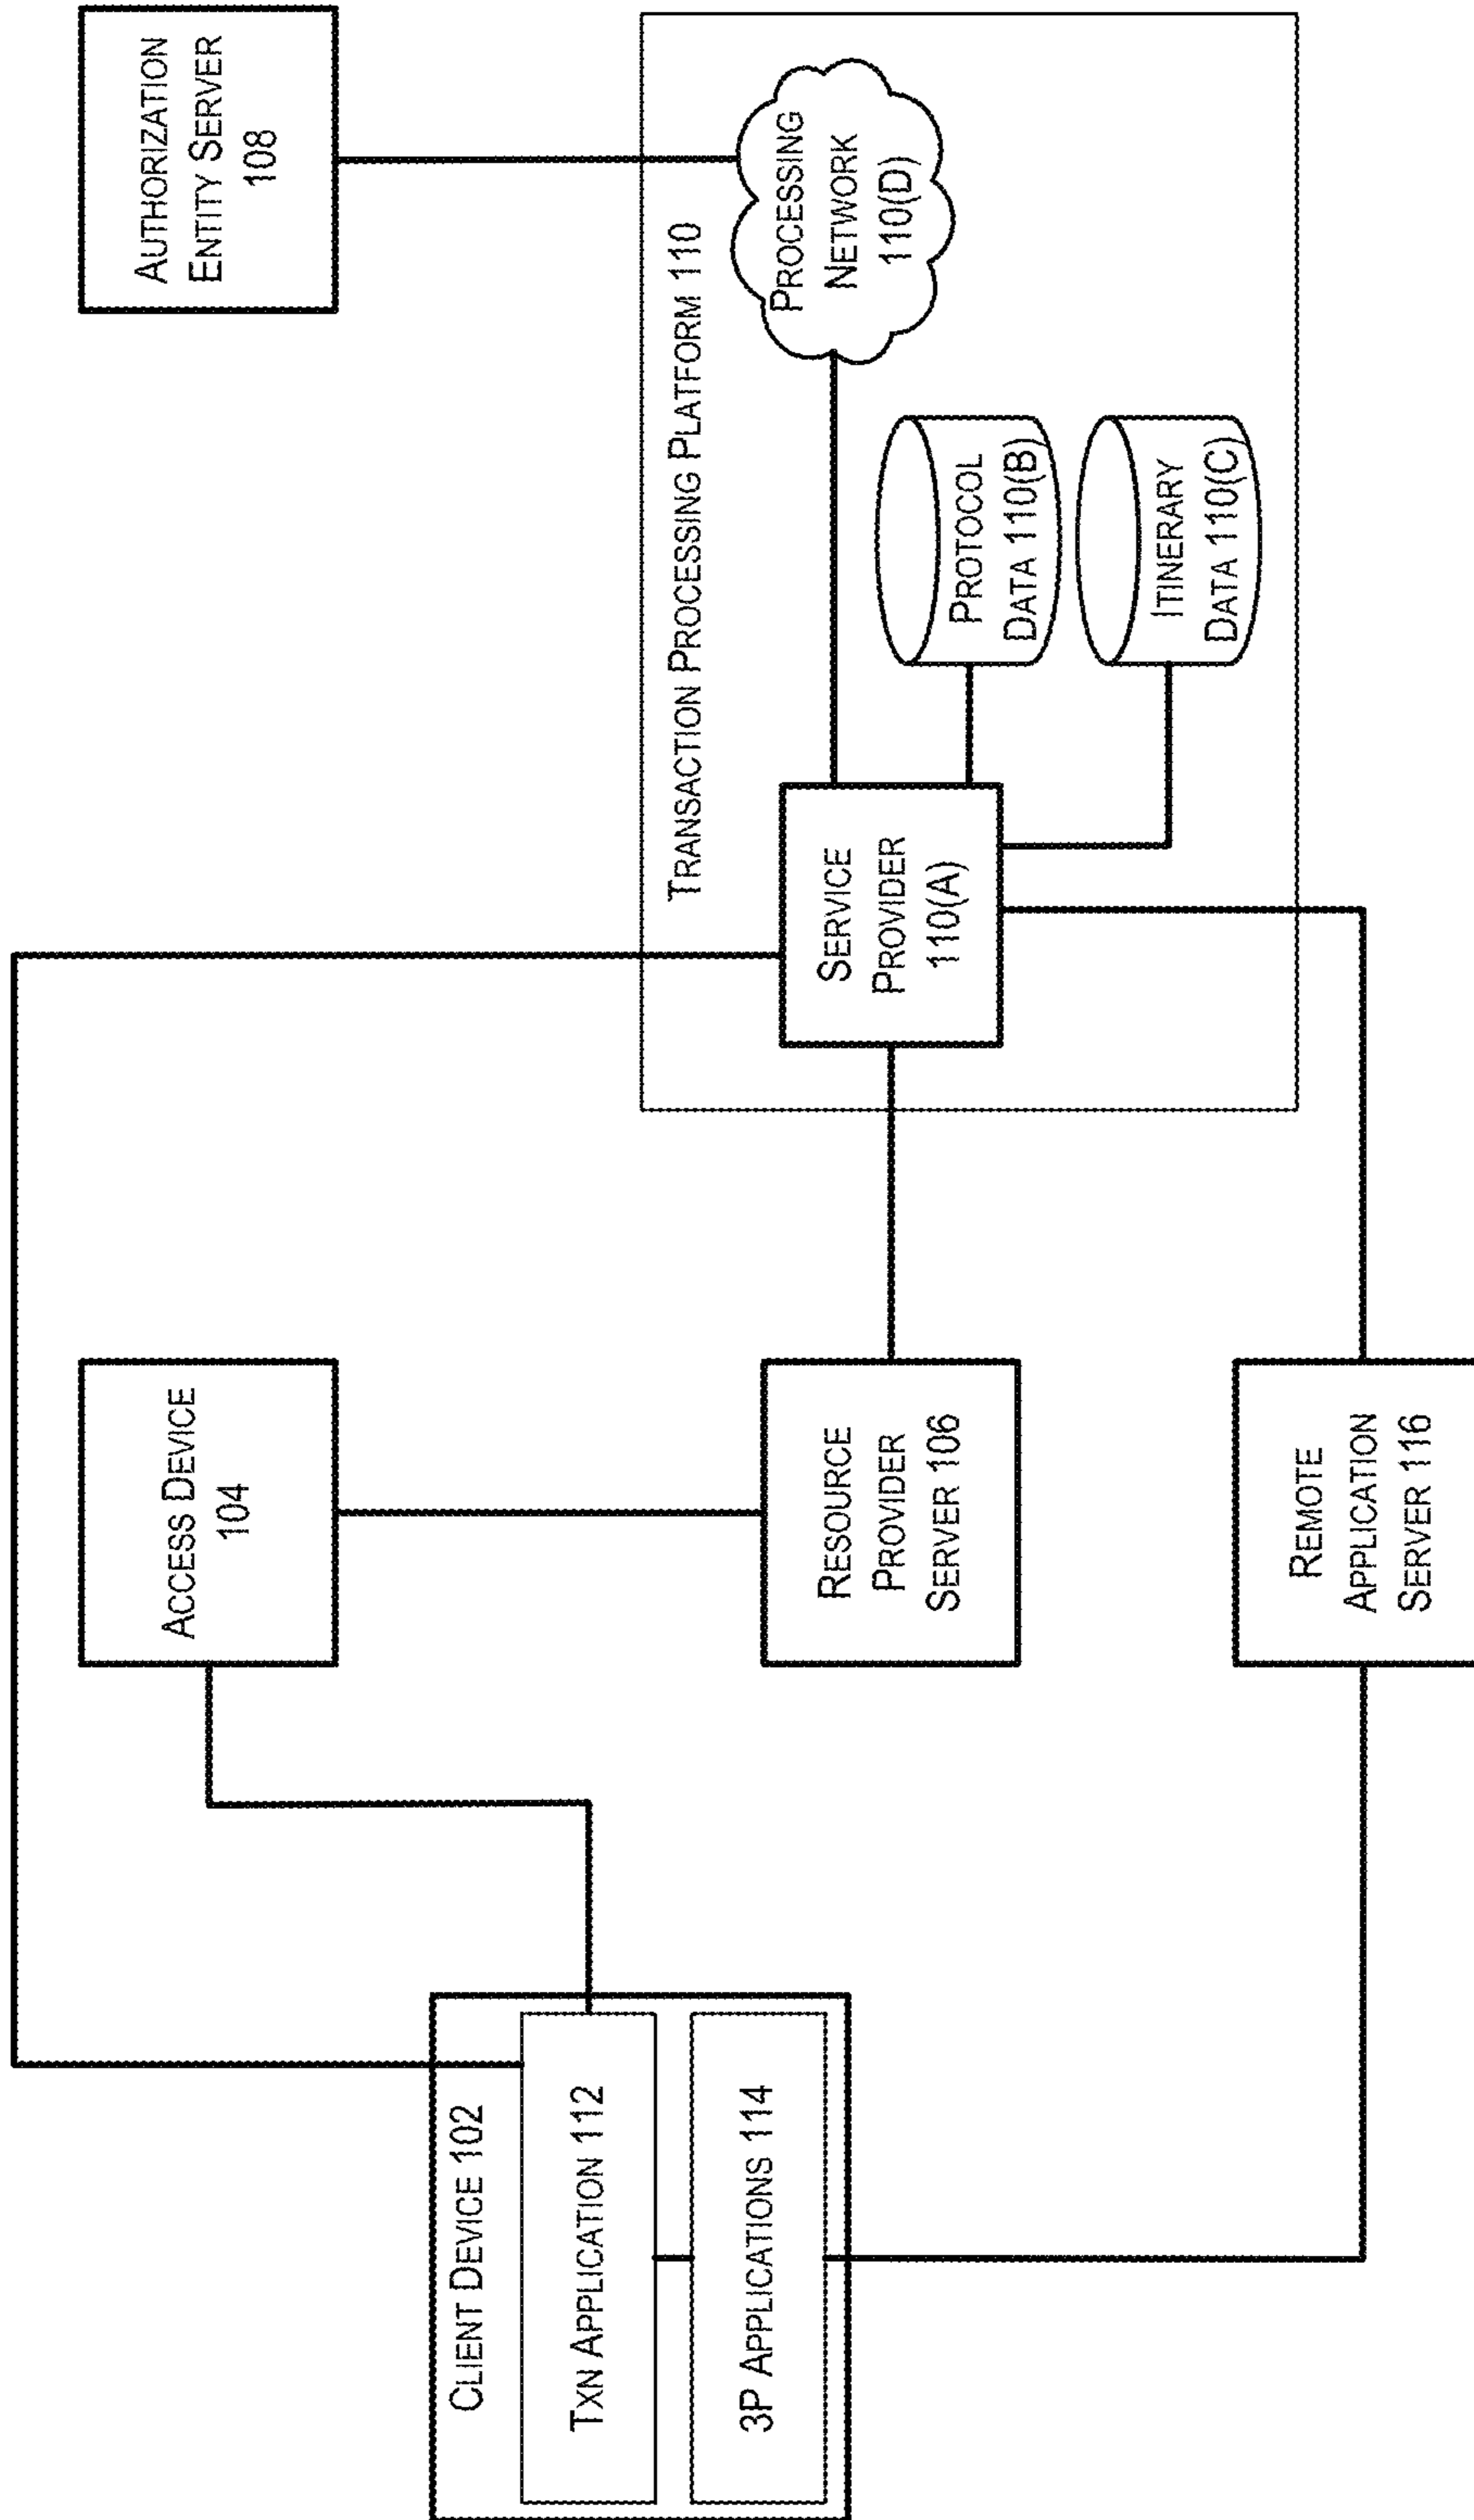 CLIENT DEVICE 102
TXN APPLICATION 112
3P APPLICATIONS 114
ACCESS DEVICE
104
RESOURCE
PROVIDER
SERVER 106
REMOTE
APPLICATION
SERVER 116
AUTHORIZATION
ENTITY SERVER
108
TRANSACTION PROCESSING PLATFORM 110
SERVICE
PROVIDER
110(A)
PROCESSING
NETWORK
110(D)
PROTOCOL
DATA 110(B)
ITINERARY
DATA 110(C)